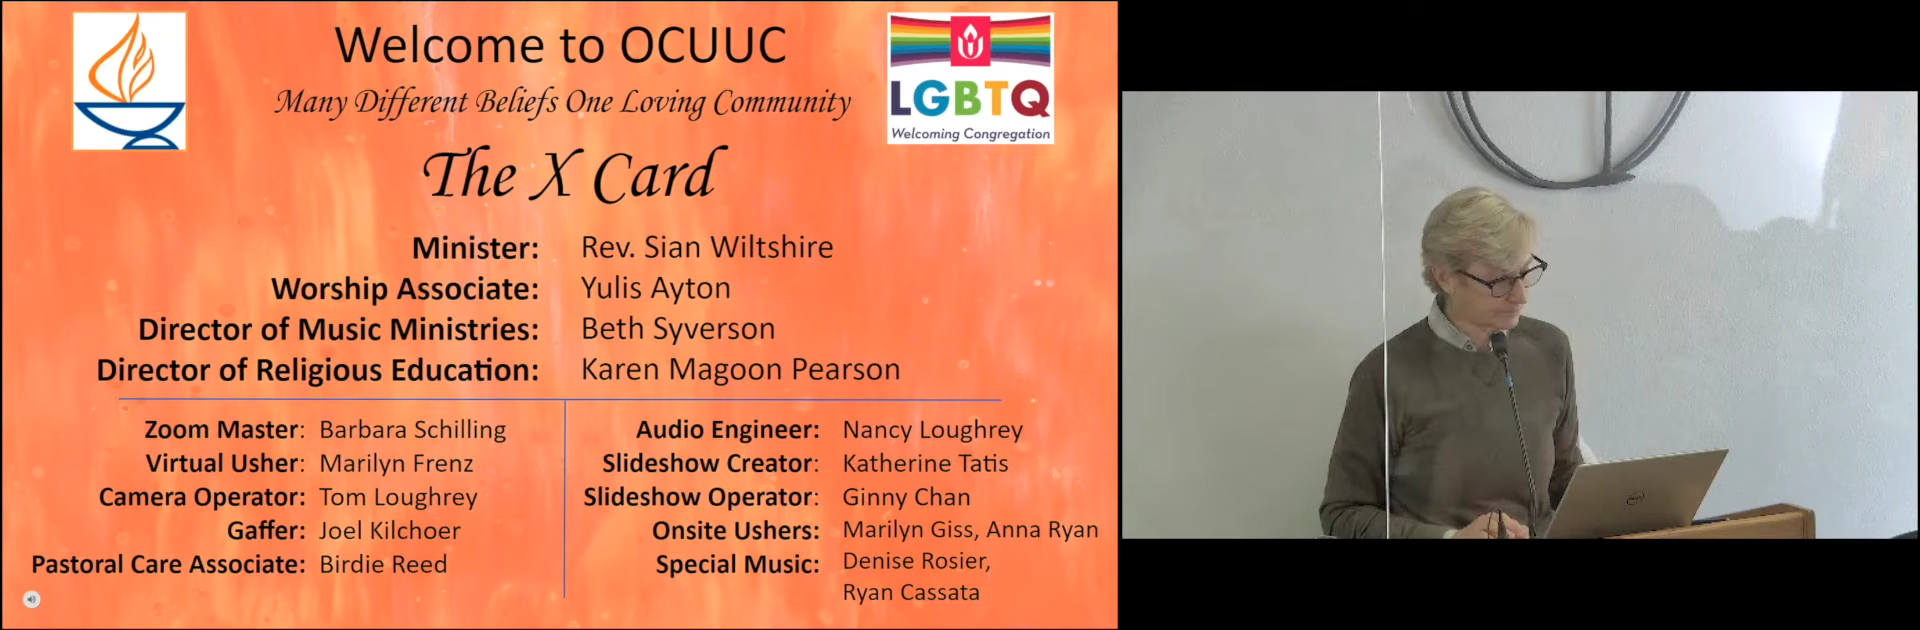 Welcome to OCUUC
Many Different Beliefs One Loving Community
LGBTQ
Welcoming Congregation
The X Card
Minister: Rev. Sian Wiltshire
Worship Associate: Yulis Ayton
Director of Music Ministries: Beth Syverson
Director of Religious Education: Karen Magoon Pearson
Zoom Master: Barbara Schilling
Virtual Usher: Marilyn Frenz
Camera Operator: Tom Loughrey
Gaffer: Joel Kilchoer
Pastoral Care Associate: Birdie Reed
Audio Engineer: Nancy Loughrey
Slideshow Creator: Katherine Tatis
Slideshow Operator: Ginny Chan
Onsite Ushers: Marilyn Giss, Anna Ryan
Special Music: Denise Rosier,
Ryan Cassata
DELL